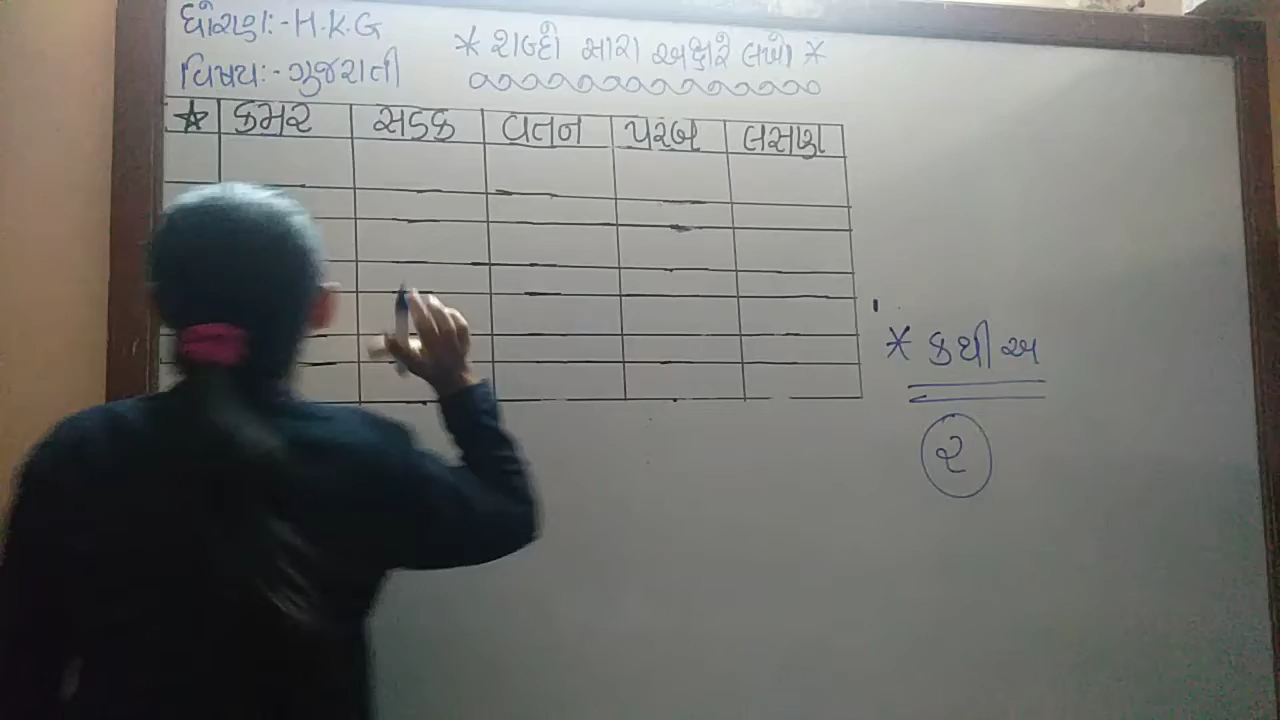 ધોરણ:- H.K.G
વિષય:- ગુજરાતી
* શબ્દો સારા અક્ષરે લખો *
☆ કમર સડક વતન પરબ લસણ
* કથીઅ
૨